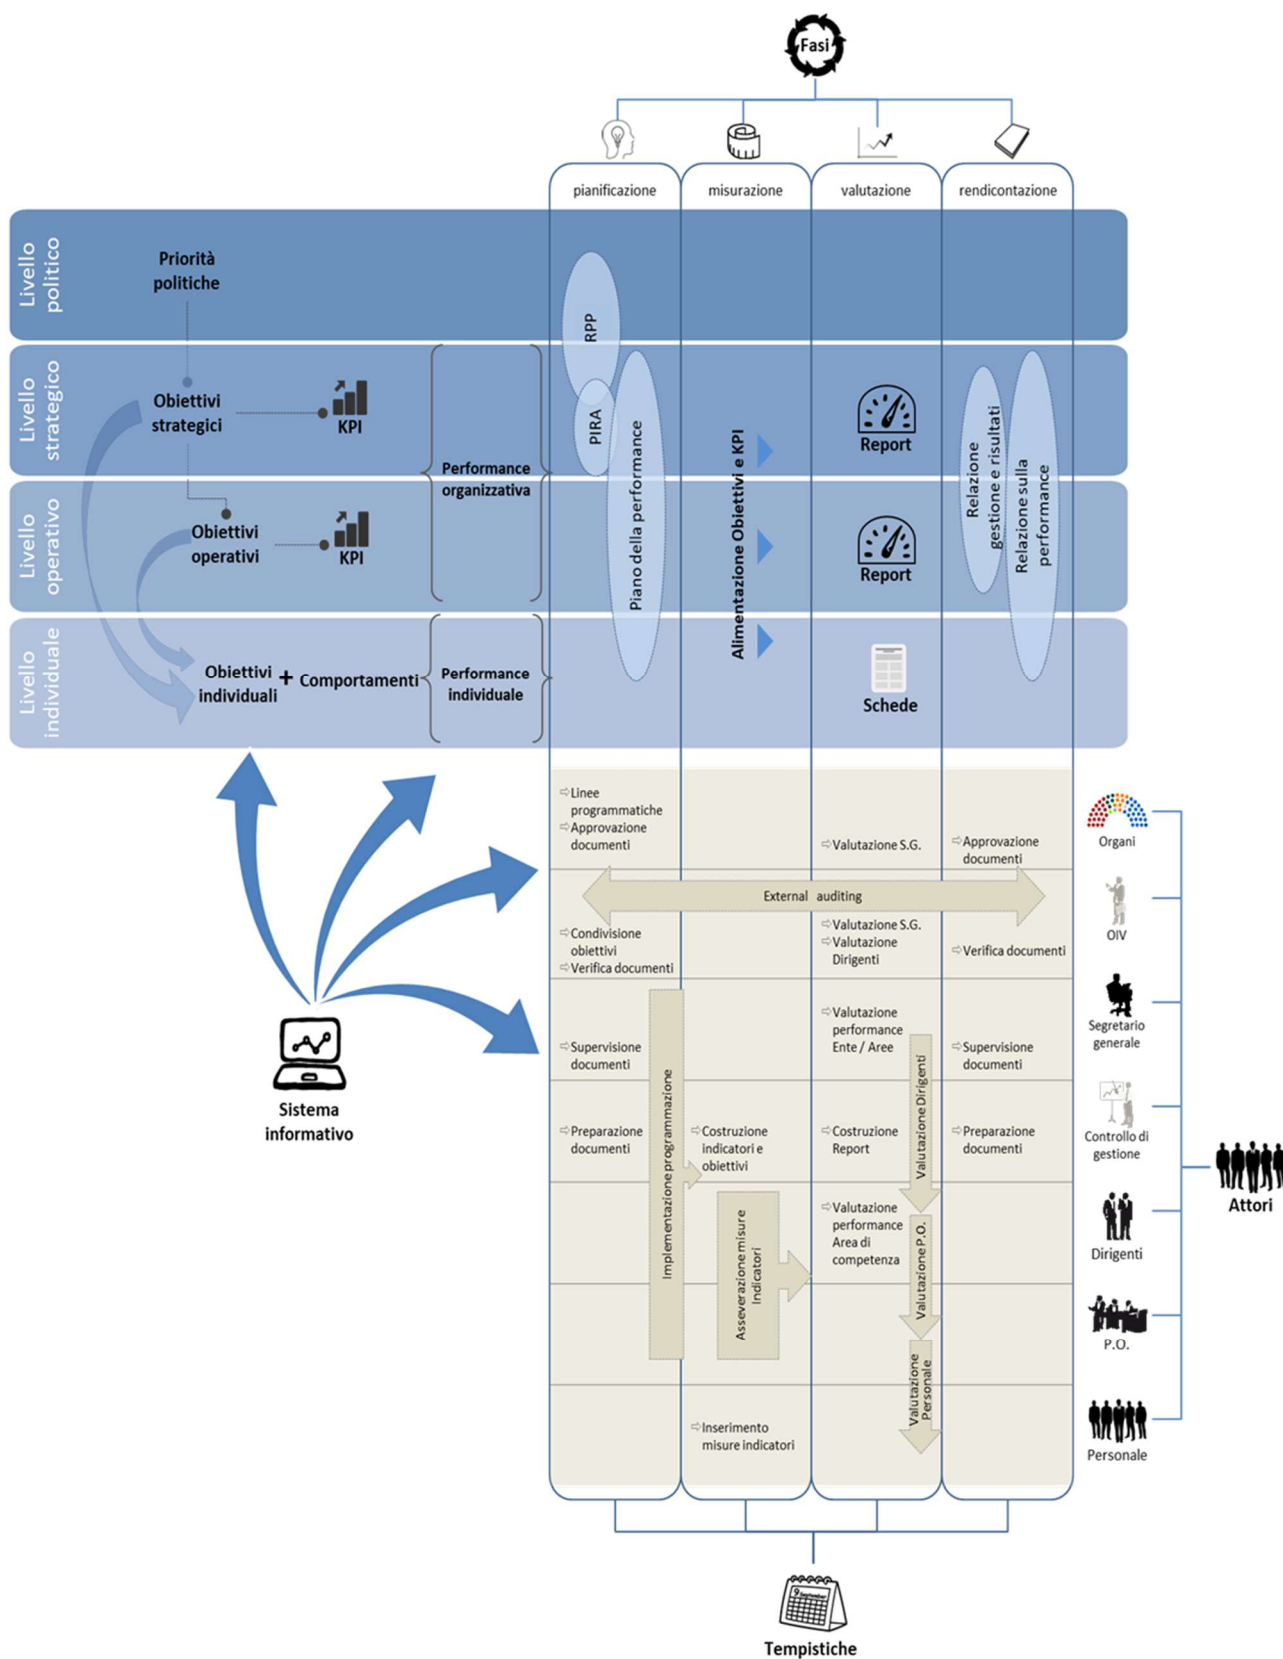 Fasi
pianificazione
misurazione
valutazione
rendicontazione
Livello
politico
Priorità
politiche
RPP
Livello
strategico
Obiettivi
strategici
KPI
PIRA
Report
Performance
organizzativa
Piano della performance
Alimentazione Obiettivi e KPI
Relazione
gestione e risultati
Relazione sulla
performance
Livello
operativo
Obiettivi
operativi
KPI
Report
Livello
individuale
Obiettivi
individuali
+
Comportamenti
Performance
individuale
Schede
Linee
programmatiche
Approvazione
documenti
Valutazione S.G.
Approvazione
documenti
Organi
External auditing
Condivisione
obiettivi
Verifica documenti
Valutazione S.G.
Valutazione
Dirigenti
Verifica documenti
OIV
Supervisione
documenti
Valutazione
performance
Ente / Aree
Supervisione
documenti
Segretario
generale
Sistema
informativo
Implementazione programmazione
Valutazione Dirigenti
Preparazione
documenti
Costruzione
indicatori e
obiettivi
Costruzione
Report
Preparazione
documenti
Controllo di
gestione
Attori
Asseverazione misure
Indicatori
Valutazione
performance
Area di
competenza
Valutazione P.O.
Dirigenti
P.O.
Valutazione
Personale
Inserimento
misure indicatori
Personale
9 September
Tempistiche